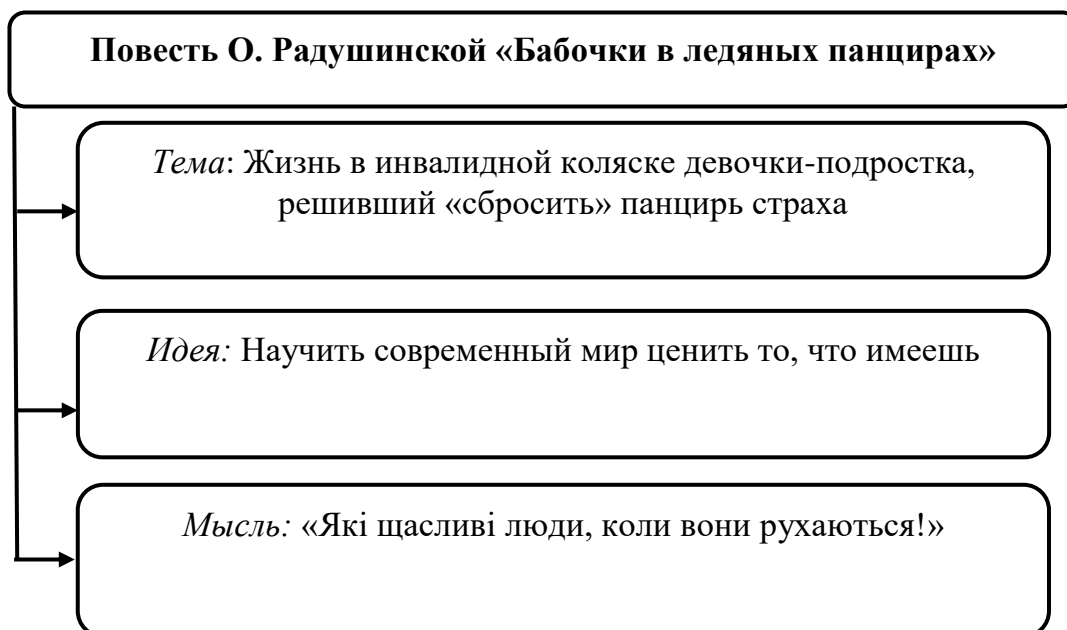 Повесть О. Радушинской «Бабочки в ледяных панцирах»
Тема: Жизнь в инвалидной коляске девочки-подростка,
решивший «сбросить» панцирь страха
Идея: Научить современный мир ценить то, что имеешь
Мысль: «Які щасливі люди, коли вони рухаються!»